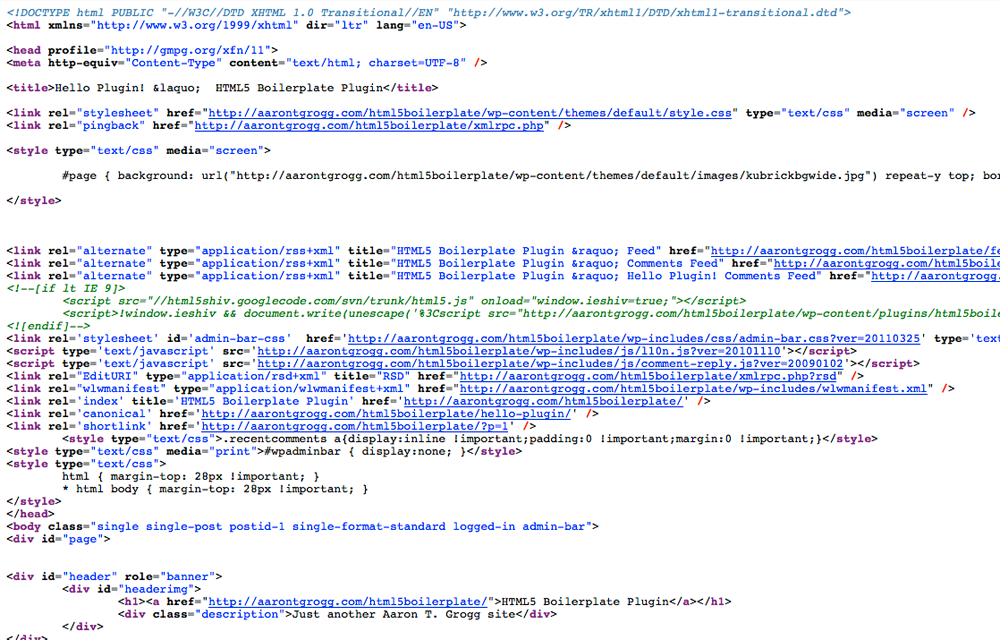 <!DOCTYPE html PUBLIC "-//W3C//DTD XHTML 1.0 Transitional//EN" "http://www.w3.org/TR/xhtml1/DTD/xhtml1-transitional.dtd">
<html xmlns="http://www.w3.org/1999/xhtml" dir="ltr" lang="en-US">
<head profile="http://gmpg.org/xfn/11">
<meta http-equiv="Content-Type" content="text/html; charset=UTF-8" />
<title>Hello Plugin! &laquo;  HTML5 Boilerplate Plugin</title>
<link rel="stylesheet" href="http://aarontgrogg.com/html5boilerplate/wp-content/themes/default/style.css" type="text/css" media="screen" />
<link rel="pingback" href="http://aarontgrogg.com/html5boilerplate/xmlrpc.php" />
<style type="text/css" media="screen">
#page { background: url("http://aarontgrogg.com/html5boilerplate/wp-content/themes/default/images/kubrickbgwide.jpg") repeat-y top; bor
</style>
<link rel="alternate" type="application/rss+xml" title="HTML5 Boilerplate Plugin &raquo; Feed" href="http://aarontgrogg.com/html5boilerplate/fe
<link rel="alternate" type="application/rss+xml" title="HTML5 Boilerplate Plugin &raquo; Comments Feed" href="http://aarontgrogg.com/html5boile
<link rel="alternate" type="application/rss+xml" title="HTML5 Boilerplate Plugin &raquo; Hello Plugin! Comments Feed" href="http://aarontgrogg.
<!--[if lt IE 9]>
<script src="//html5shiv.googlecode.com/svn/trunk/html5.js" onload="window.ieshiv=true;"></script>
<script>!window.ieshiv && document.write(unescape('%3Cscript src="http://aarontgrogg.com/html5boilerplate/wp-content/plugins/html5boile
<![endif]-->
<link rel='stylesheet' id='admin-bar-css'  href='http://aarontgrogg.com/html5boilerplate/wp-includes/css/admin-bar.css?ver=20110325' type='text
<script type='text/javascript' src='http://aarontgrogg.com/html5boilerplate/wp-includes/js/l10n.js?ver=20101110'></script>
<script type='text/javascript' src='http://aarontgrogg.com/html5boilerplate/wp-includes/js/comment-reply.js?ver=20090102'></script>
<link rel="EditURI" type="application/rsd+xml" title="RSD" href="http://aarontgrogg.com/html5boilerplate/xmlrpc.php?rsd" />
<link rel="wlwmanifest" type="application/wlwmanifest+xml" href="http://aarontgrogg.com/html5boilerplate/wp-includes/wlwmanifest.xml" />
<link rel='index' title='HTML5 Boilerplate Plugin' href='http://aarontgrogg.com/html5boilerplate/' />
<link rel='canonical' href='http://aarontgrogg.com/html5boilerplate/hello-plugin/' />
<link rel='shortlink' href='http://aarontgrogg.com/html5boilerplate/?p=1' />
<style type="text/css">.recentcomments a{display:inline !important;padding:0 !important;margin:0 !important;}</style>
<style type="text/css" media="print">#wpadminbar { display:none; }</style>
<style type="text/css">
html { margin-top: 28px !important; }
* html body { margin-top: 28px !important; }
</style>
</head>
<body class="single single-post postid-1 single-format-standard logged-in admin-bar">
<div id="page">
<div id="header" role="banner">
<div id="headerimg">
<h1><a href="http://aarontgrogg.com/html5boilerplate/">HTML5 Boilerplate Plugin</a></h1>
<div class="description">Just another Aaron T. Grogg site</div>
</div>
</div>